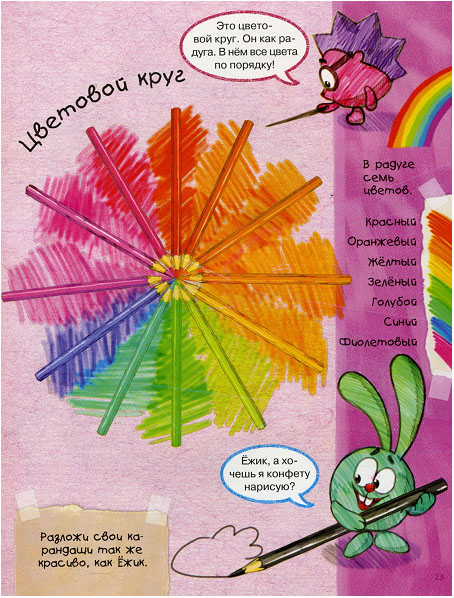 Это цвето-
вой круг. Он как ра-
дуга. В нём все цвета
по порядку!
Цветовой круг
В радуге
семь
цветов.
Красный
Оранжевый
Жёлтый
Зелёный
Голубой
Синий
Фиолетовый
Ёжик, а хо-
чешь я конфету
нарисую?
Разложи свои ка-
рандаши так же
красиво, как Ёжик.
23